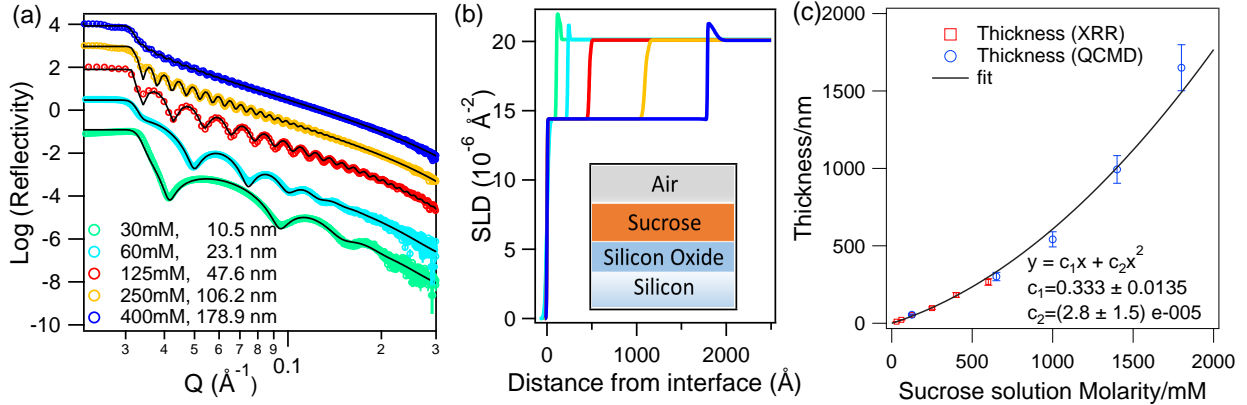 (a)
4
2
0
-2
-4
-6
-8
-10
Log (Reflectivity)
30mM, 10.5 nm
60mM, 23.1 nm
125mM, 47.6 nm
250mM, 106.2 nm
400mM, 178.9 nm
3 4 5 6 7 8 9 0.1 2 3
Q (Å-1)
(b)
20
15
10
5
0
SLD (10-6 Å-2)
Air
Sucrose
Silicon Oxide
Silicon
0 1000 2000
Distance from interface (Å)
(c)
2000
1500
1000
500
0
Thickness/nm
Thickness (XRR)
Thickness (QCMD)
fit
y = c1x + c2x2
c1=0.333 ± 0.0135
c2=(2.8 ± 1.5) e-005
0 500 1000 1500 2000
Sucrose solution Molarity/mM